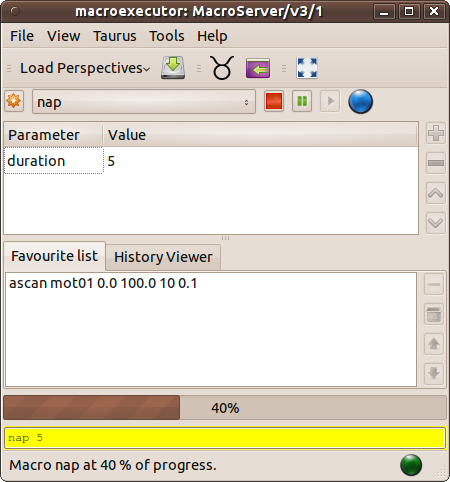 macroexecutor: MacroServer/v3/1
File View Taurus Tools Help
Load Perspectives
nap
Parameter Value
duration 5
Favourite list History Viewer
ascan mot01 0.0 100.0 10 0.1
40%
nap 5
Macro nap at 40 % of progress.